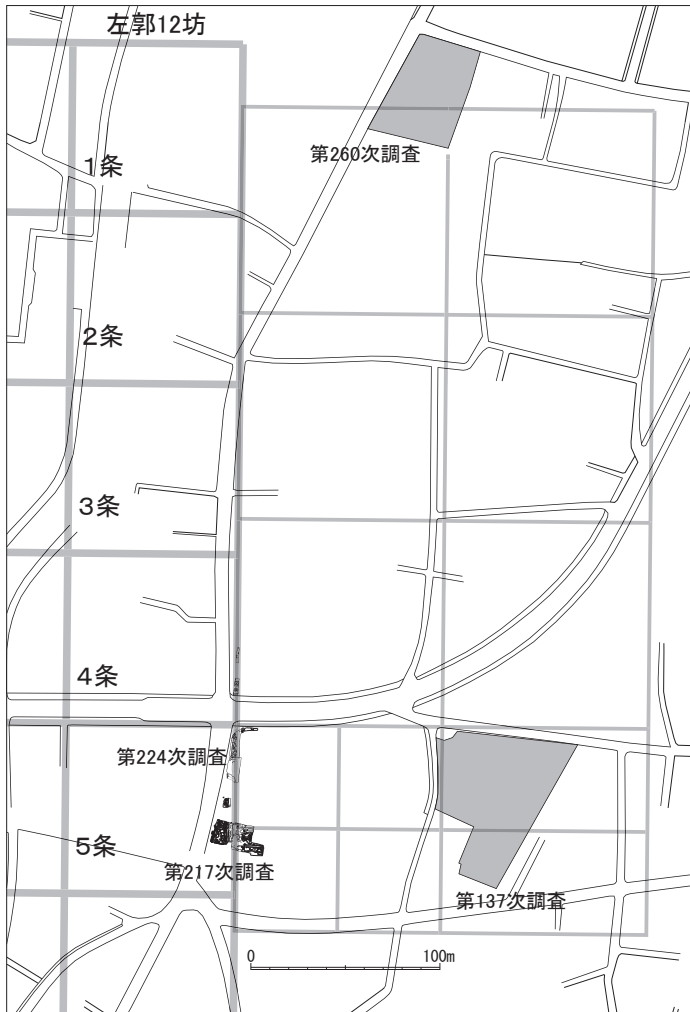 左郭12坊
第260次調査
1条
2条
3条
4条
第224次調査
5条
第217次調査
第137次調査
0 100m